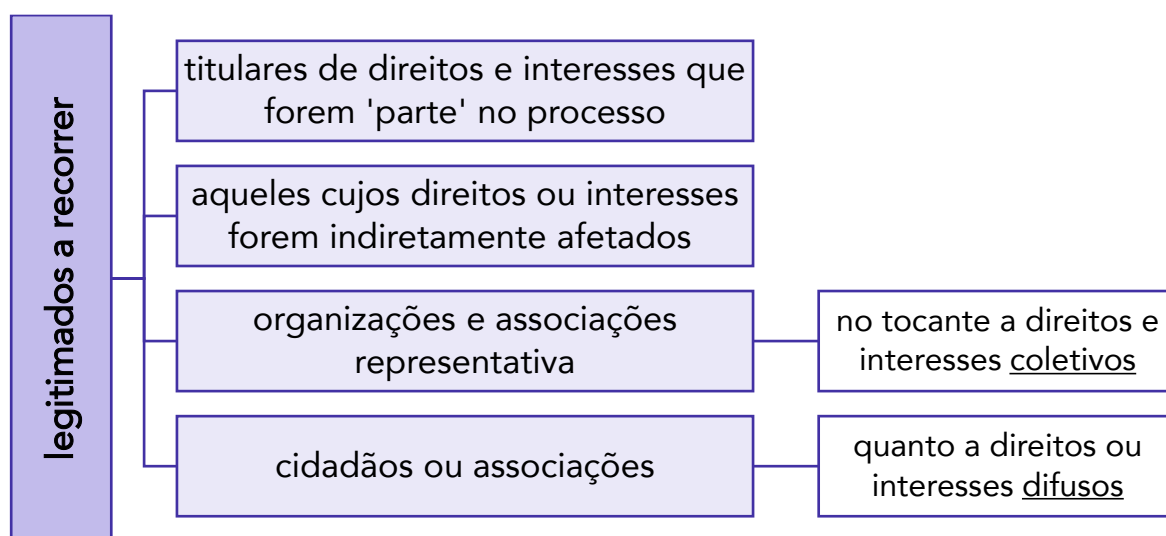 legitimados a recorrer
titulares de direitos e interesses que
forem 'parte' no processo
aqueles cujos direitos ou interesses
forem indiretamente afetados
organizações e associações
representativa
no tocante a direitos e
interesses coletivos
cidadãos ou associações
quanto a direitos ou
interesses difusos